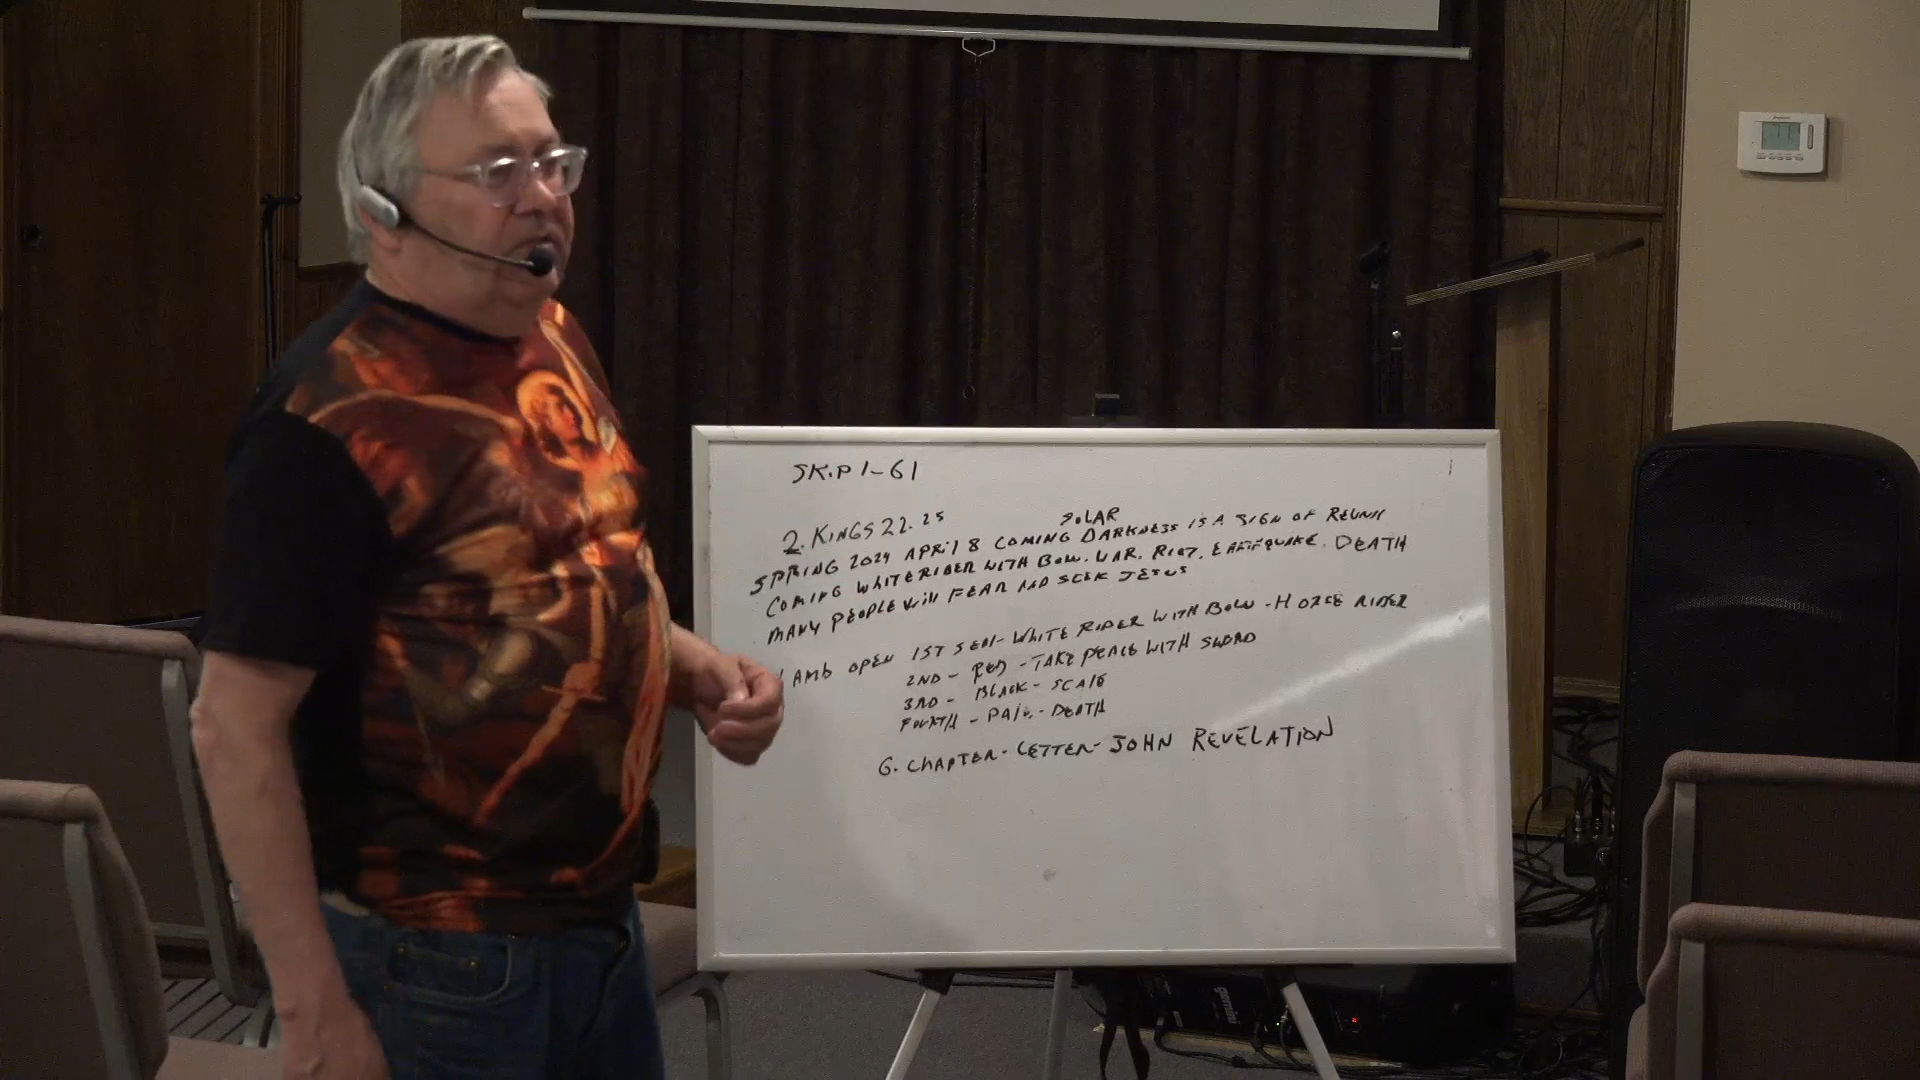 SKIP 1-61
2. KINGS 22.25
SOLAR
SPRING 2024 APRIL 8 COMING DARKNESS IS A SIGN OF
COMING WHITE RIDER WITH BOW. WAR. RIOT. EARTHQUAKE. DEATH
MANY PEOPLE WILL FEAR AND SEEK JESUS
LAMB OPEN 1ST SEAL - WHITE RIDER WITH BOW - HORSE RIDER
2ND - RED - TAKE PEACE WITH SWORD
3RD - BLACK - SCALE
FOURTH - PALE - DEATH
6. CHAPTER - LETTER - JOHN REVELATION
gemini